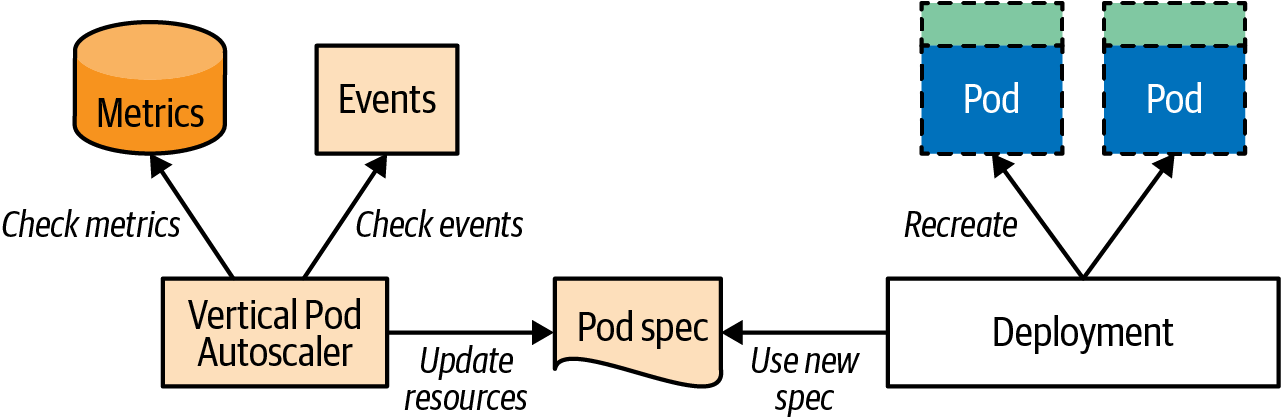 Metrics
Events
Pod
Pod
Check metrics
Check events
Recreate
Vertical Pod
Autoscaler
Update
resources
Pod spec
Use new
spec
Deployment